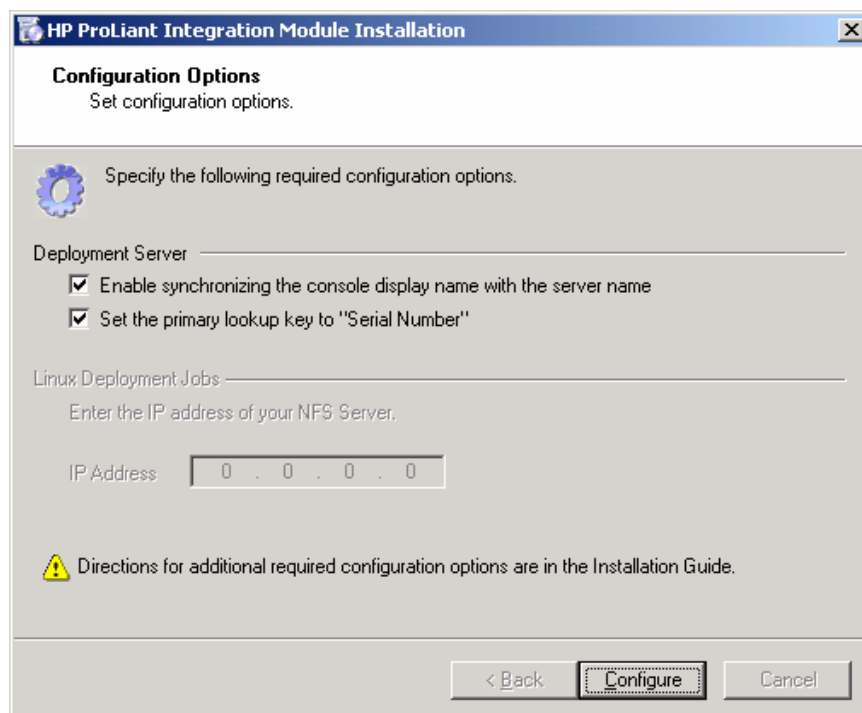 HP ProLiant Integration Module Installation
Configuration Options
Set configuration options.
Specify the following required configuration options.
Deployment Server
Enable synchronizing the console display name with the server name
Set the primary lookup key to "Serial Number"
Linux Deployment Jobs
Enter the IP address of your NFS Server.
IP Address 0 . 0 . 0 . 0
Directions for additional required configuration options are in the Installation Guide.
< Back Configure Cancel